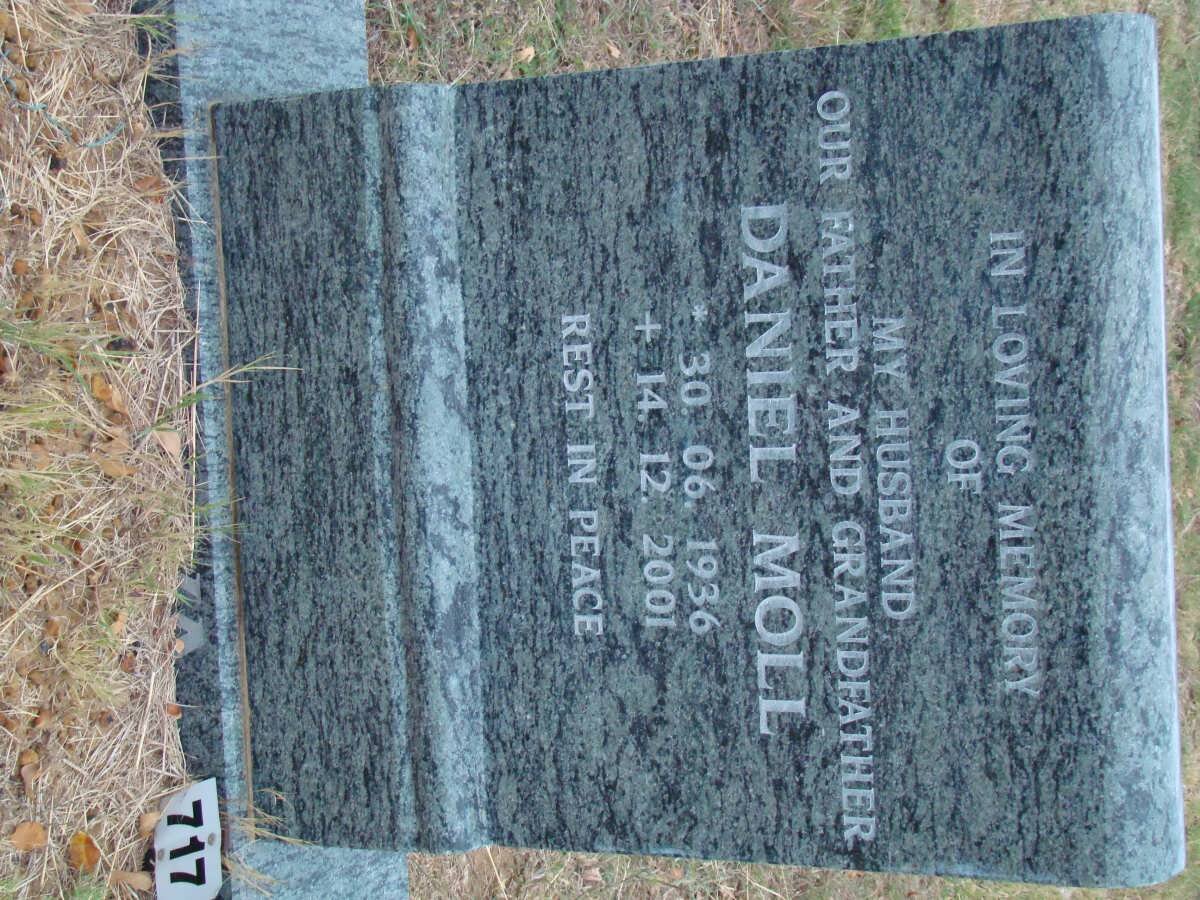 IN LOVING MEMORY
OF
MY HUSBAND
OUR FATHER AND GRANDFATHER
DANIEL MOLL
* 30. 06. 1936
+ 14. 12. 2001
REST IN PEACE
717